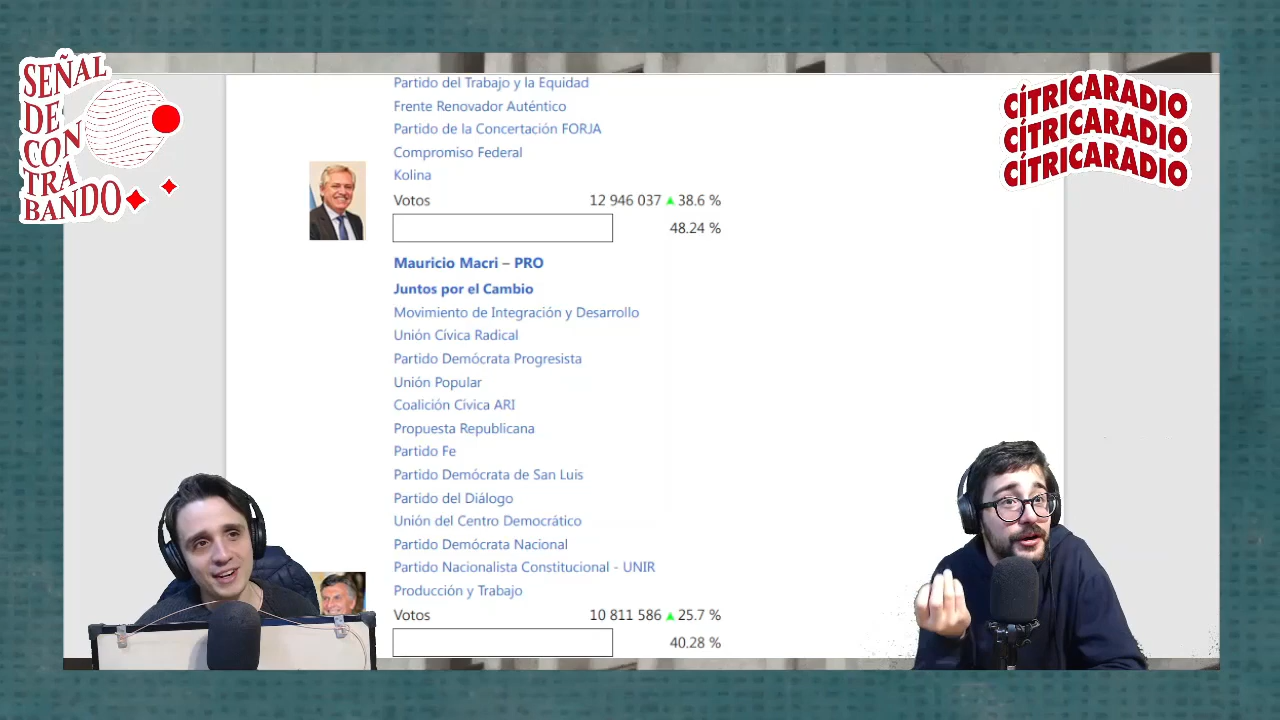 SEÑAL
DE
CON
TRA
BANDO
CÍTRICARADIO
CÍTRICARADIO
CÍTRICARADIO
Partido del Trabajo y la Equidad
Frente Renovador Auténtico
Partido de la Concertación FORJA
Compromiso Federal
Kolina
Votos 12 946 037 ▲ 38.6 %
48.24 %
Mauricio Macri – PRO
Juntos por el Cambio
Movimiento de Integración y Desarrollo
Unión Cívica Radical
Partido Demócrata Progresista
Unión Popular
Coalición Cívica ARI
Propuesta Republicana
Partido Fe
Partido Demócrata de San Luis
Partido del Diálogo
Unión del Centro Democrático
Partido Demócrata Nacional
Partido Nacionalista Constitucional - UNIR
Producción y Trabajo
Votos 10 811 586 ▲ 25.7 %
40.28 %